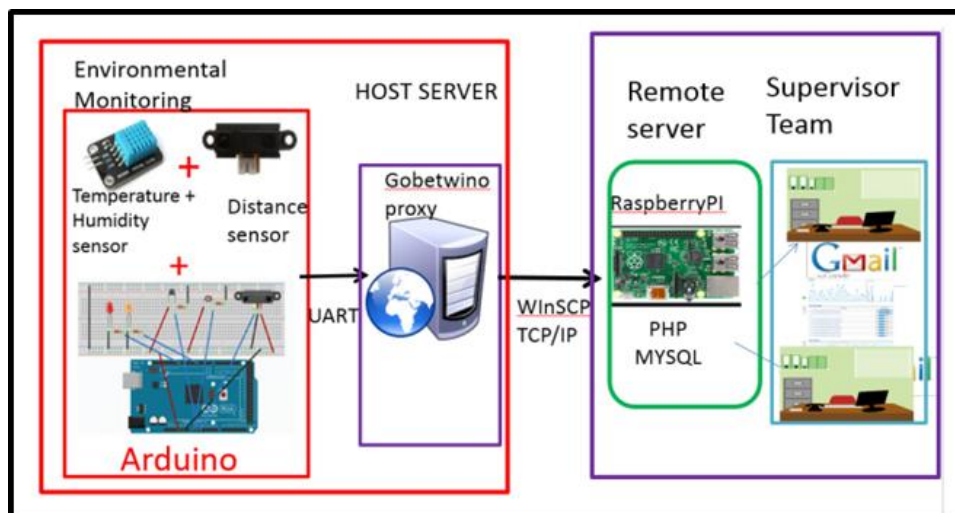 Environmental
Monitoring
Temperature +
Humidity
sensor
Distance
sensor
Arduino
HOST SERVER
Gobetwino
proxy
UART
WInSCP
TCP/IP
Remote
server
RaspberryPI
PHP
MYSQL
Supervisor
Team
Gmail
il